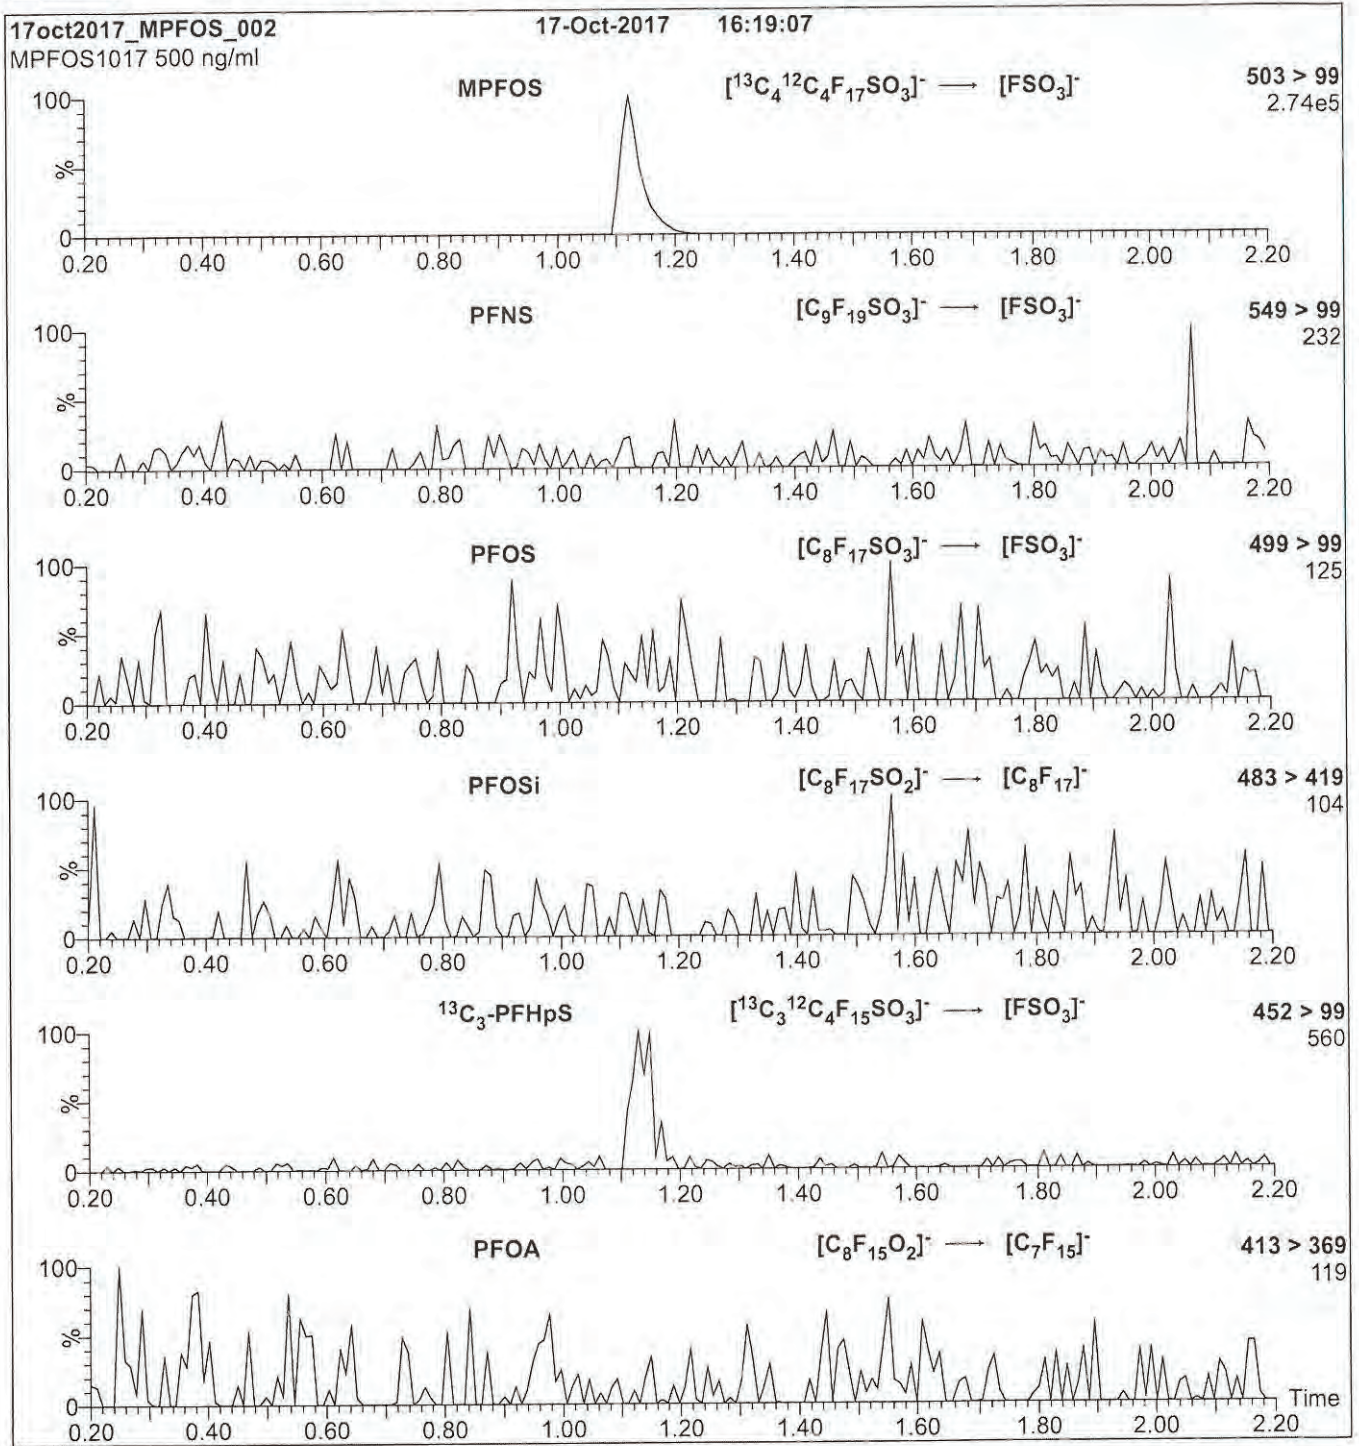 17oct2017_MPFOS_002 17-Oct-2017 16:19:07
MPFOS1017 500 ng/ml
MPFOS [¹³C₄¹²C₄F₁₇SO₃]⁻ → [FSO₃]⁻ 503 > 99
2.74e5
100
%
0
0.20 0.40 0.60 0.80 1.00 1.20 1.40 1.60 1.80 2.00 2.20
PFNS [C₉F₁₉SO₃]⁻ → [FSO₃]⁻ 549 > 99
232
100
%
0
0.20 0.40 0.60 0.80 1.00 1.20 1.40 1.60 1.80 2.00 2.20
PFOS [C₈F₁₇SO₃]⁻ → [FSO₃]⁻ 499 > 99
125
100
%
0
0.20 0.40 0.60 0.80 1.00 1.20 1.40 1.60 1.80 2.00 2.20
PFOSi [C₈F₁₇SO₂]⁻ → [C₈F₁₇]⁻ 483 > 419
104
100
%
0
0.20 0.40 0.60 0.80 1.00 1.20 1.40 1.60 1.80 2.00 2.20
¹³C₃-PFHpS [¹³C₃¹²C₄F₁₅SO₃]⁻ → [FSO₃]⁻ 452 > 99
560
100
%
0
0.20 0.40 0.60 0.80 1.00 1.20 1.40 1.60 1.80 2.00 2.20
PFOA [C₈F₁₅O₂]⁻ → [C₇F₁₅]⁻ 413 > 369
119
100
%
0
Time
0.20 0.40 0.60 0.80 1.00 1.20 1.40 1.60 1.80 2.00 2.20